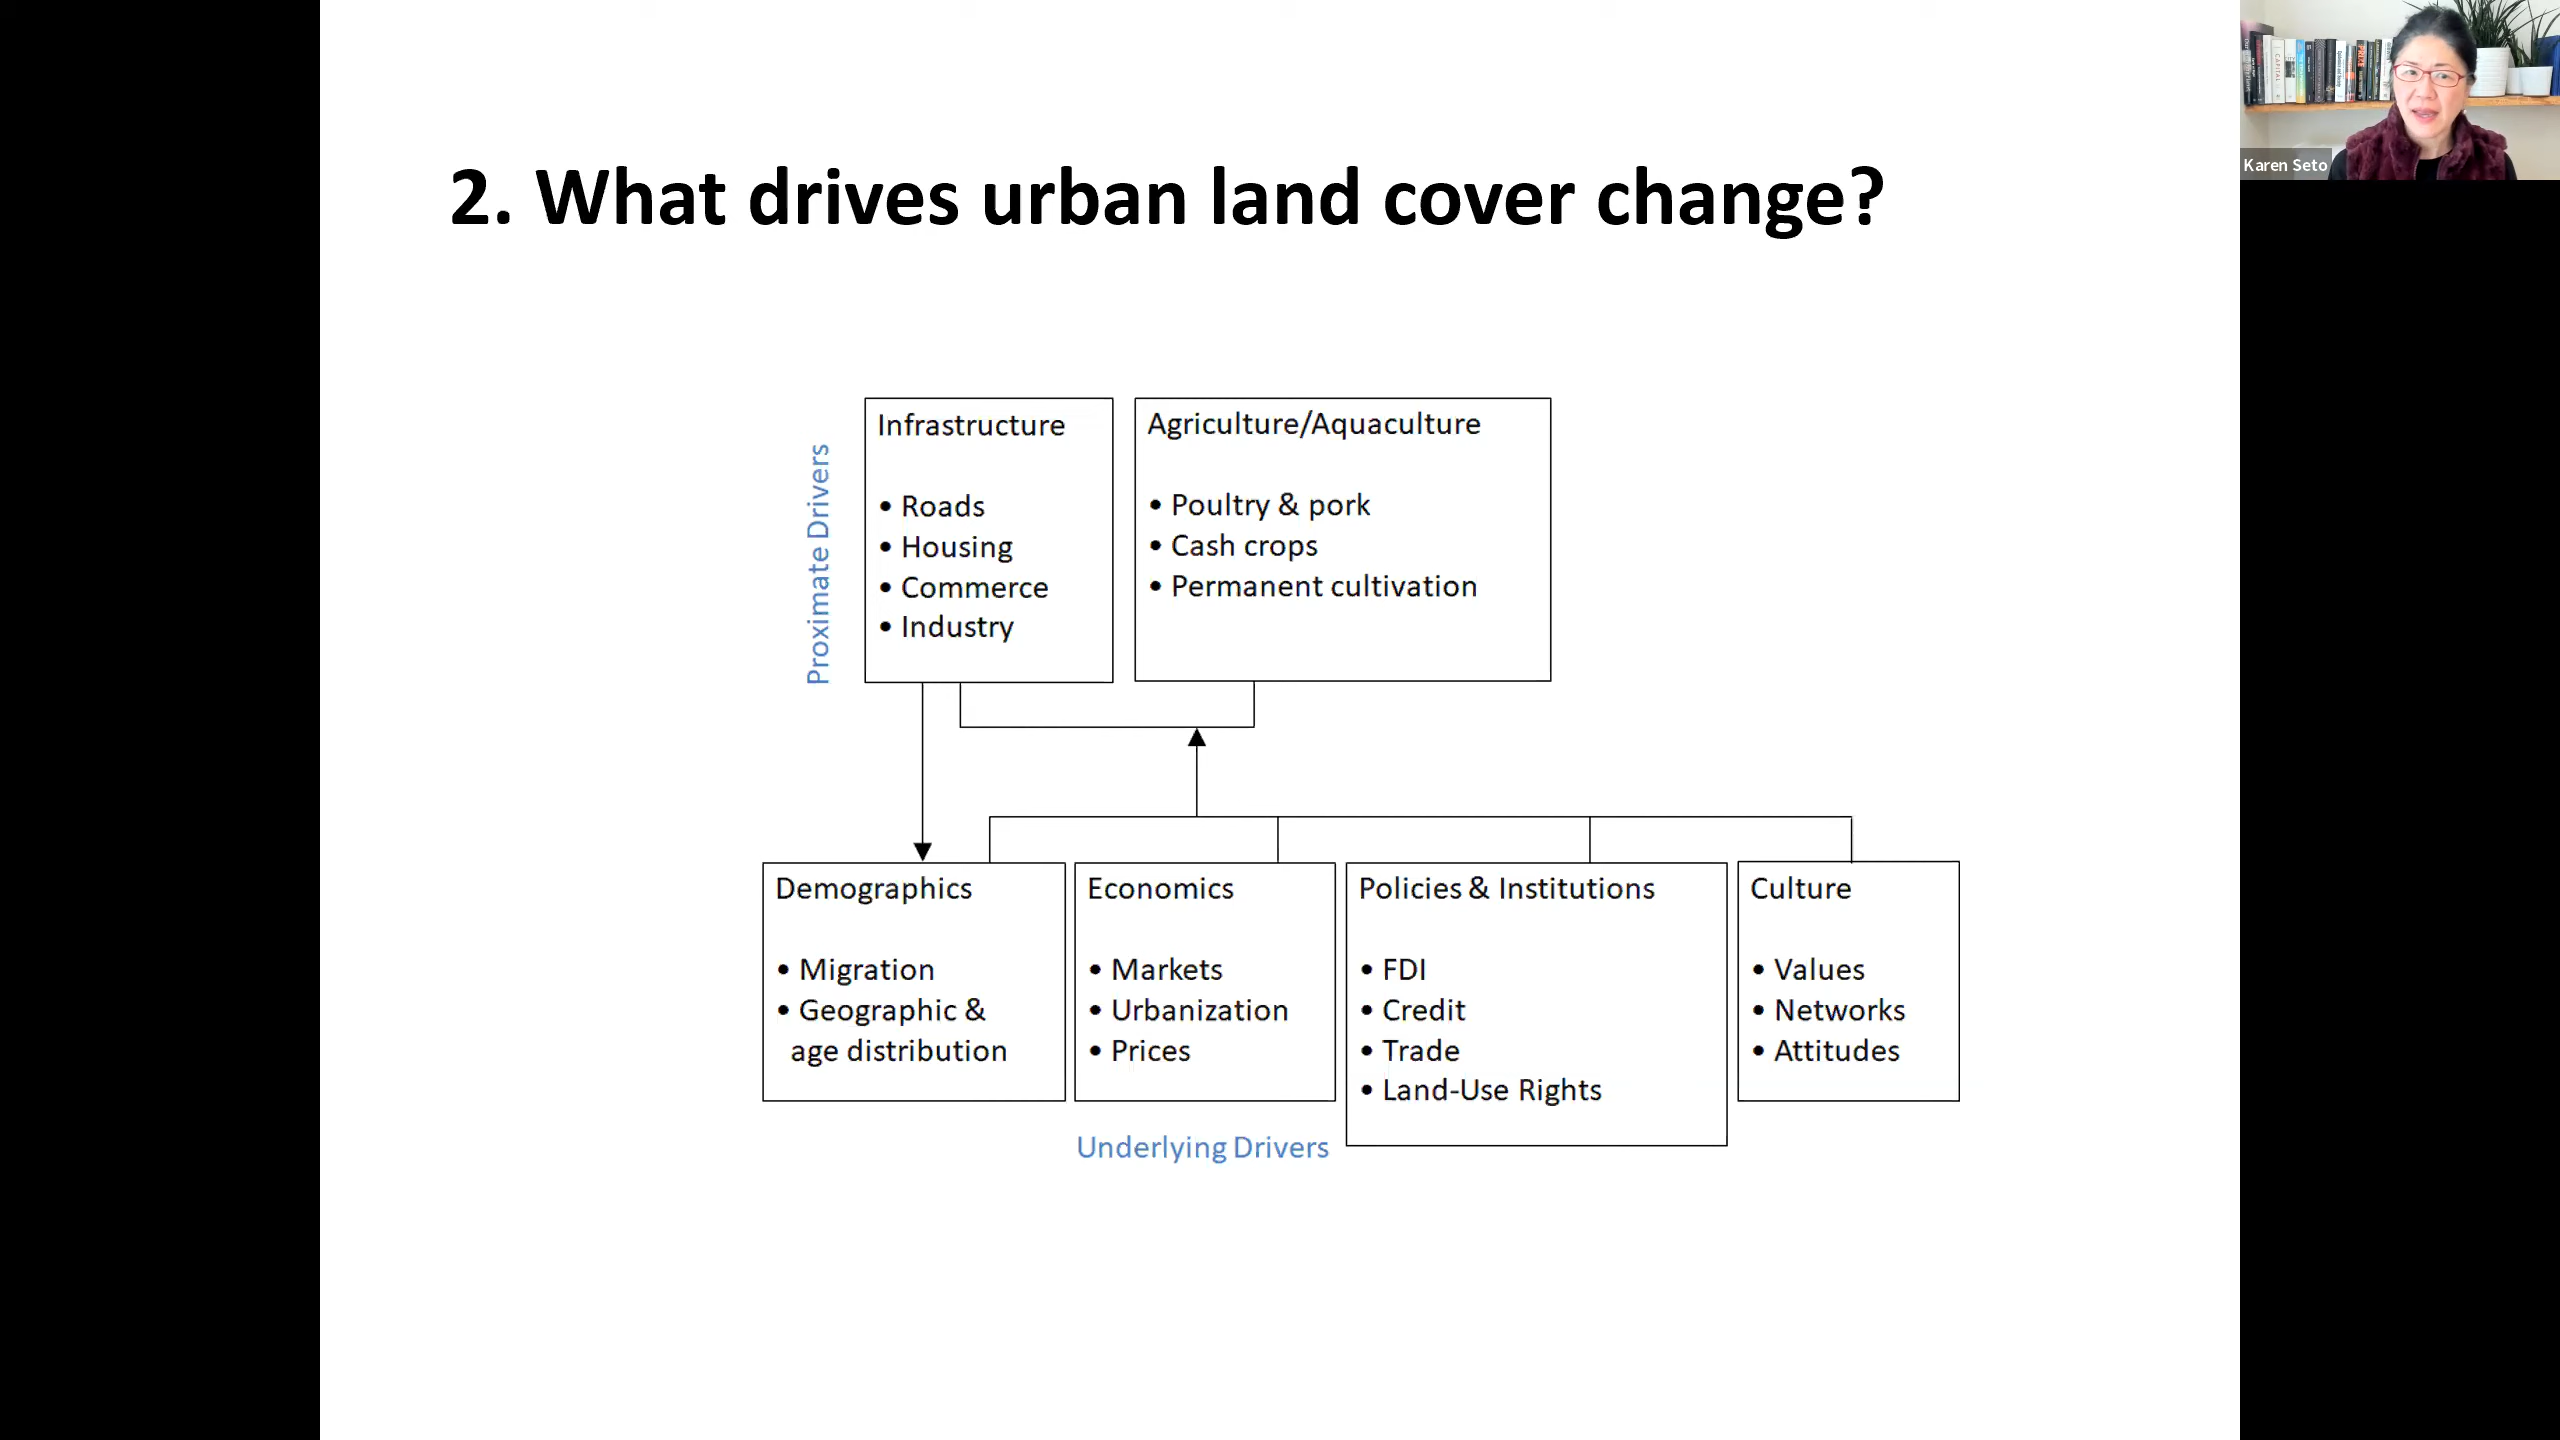 Karen Seto
2. What drives urban land cover change?
Proximate Drivers
Infrastructure
• Roads
• Housing
• Commerce
• Industry
Agriculture/Aquaculture
• Poultry & pork
• Cash crops
• Permanent cultivation
Demographics
• Migration
• Geographic &
age distribution
Economics
• Markets
• Urbanization
• Prices
Policies & Institutions
• FDI
• Credit
• Trade
• Land-Use Rights
Culture
• Values
• Networks
• Attitudes
Underlying Drivers